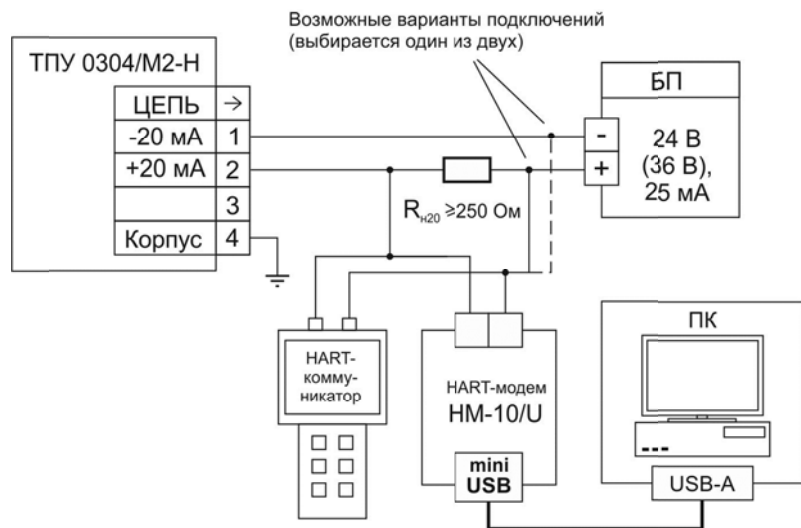 Возможные варианты подключений
(выбирается один из двух)
ТПУ 0304/М2-Н
ЦЕПЬ →
-20 мА 1
+20 мА 2
3
Корпус 4
БП
-
+
24 В
(36 В),
25 мА
Rн20 ≥250 Ом
HART-
комму-
никатор
HART-модем
НМ-10/U
mini
USB
ПК
USB-A